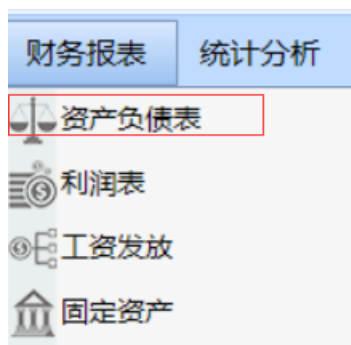 财务报表 统计分析
资产负债表
利润表
工资发放
固定资产